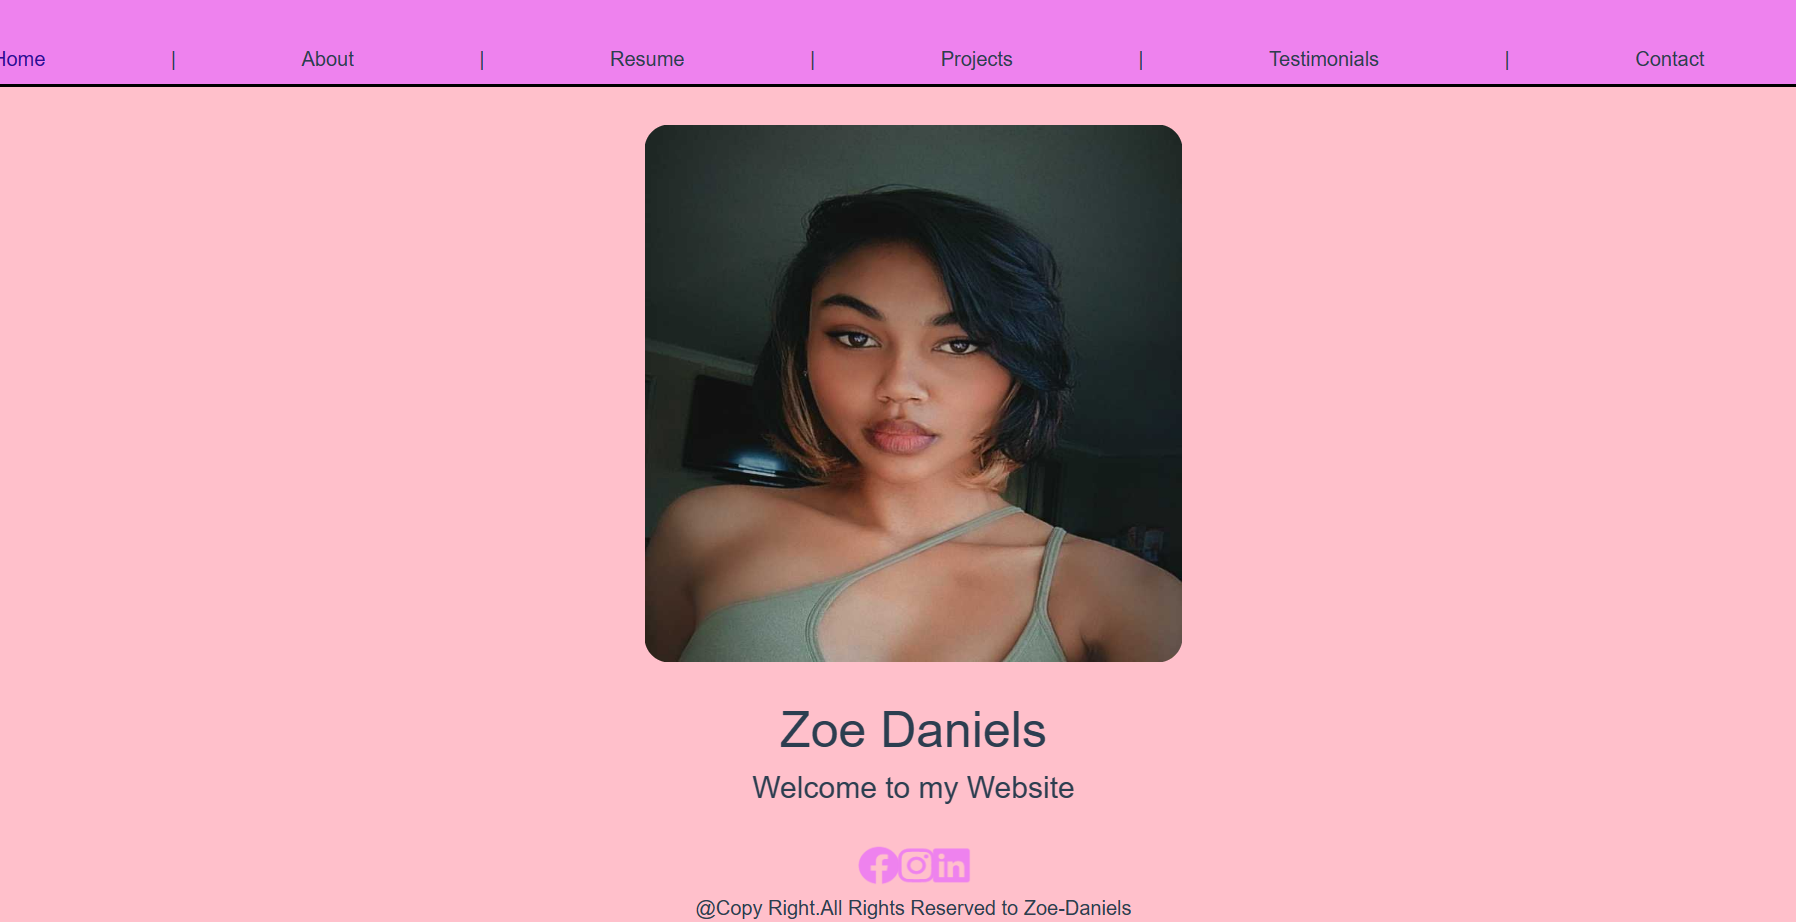 Home | About | Resume | Projects | Testimonials | Contact
Zoe Daniels
Welcome to my Website
@Copy Right.All Rights Reserved to Zoe-Daniels